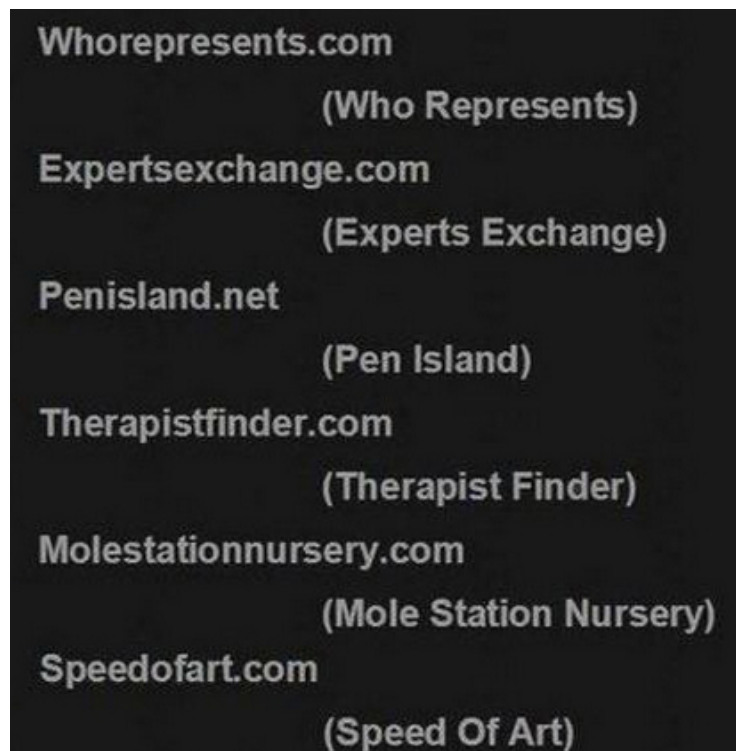 Whorepresents.com
(Who Represents)
Expertsexchange.com
(Experts Exchange)
Penisland.net
(Pen Island)
Therapistfinder.com
(Therapist Finder)
Molestationnursery.com
(Mole Station Nursery)
Speedofart.com
(Speed Of Art)